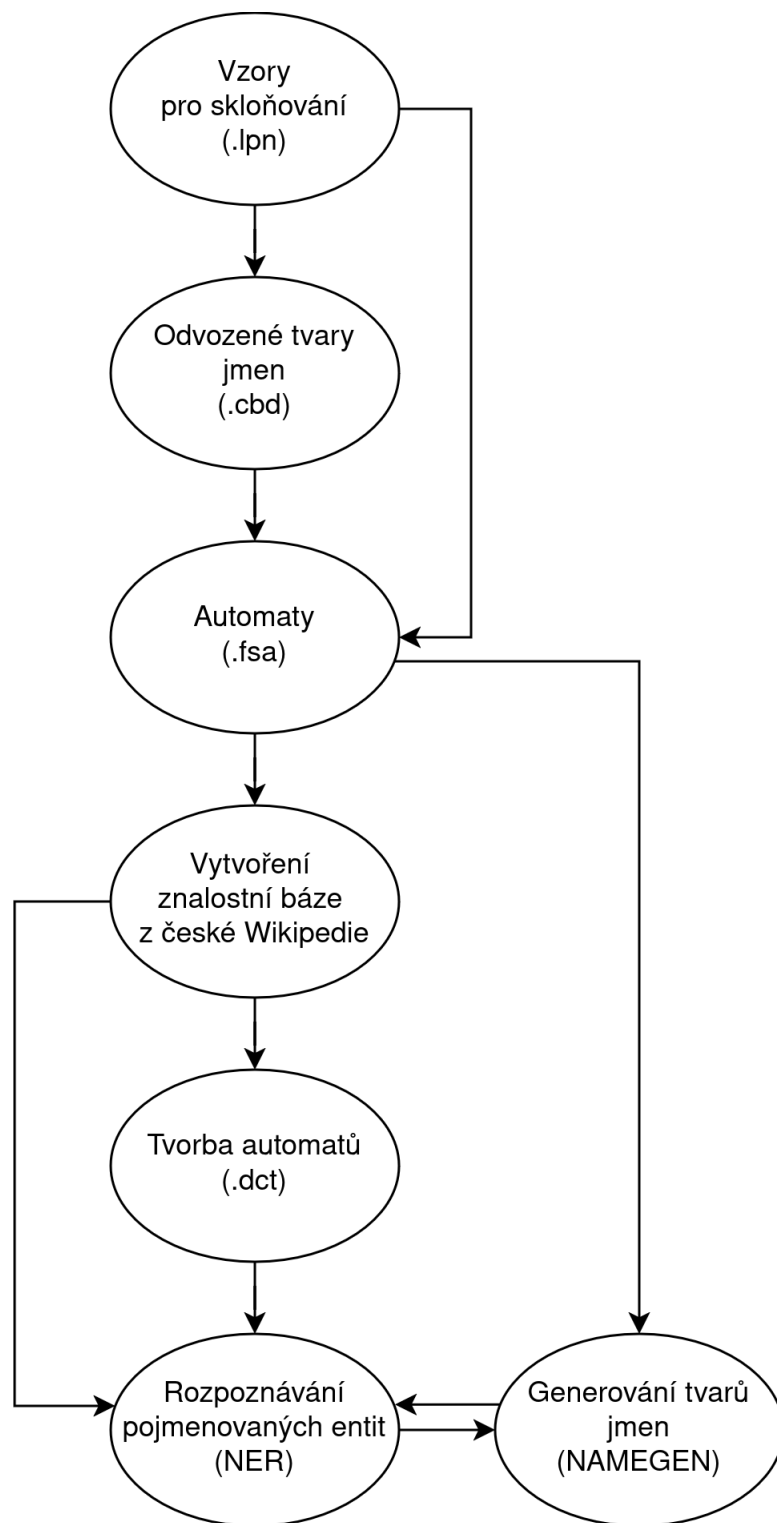 Vzory
pro skloňování
(.lpn)
Odvozené tvary
jmen
(.cbd)
Automaty
(.fsa)
Vytvoření
znalostní báze
z české Wikipedie
Tvorba automatů
(.dct)
Rozpoznávání
pojmenovaných entit
(NER)
Generování tvarů
jmen
(NAMEGEN)